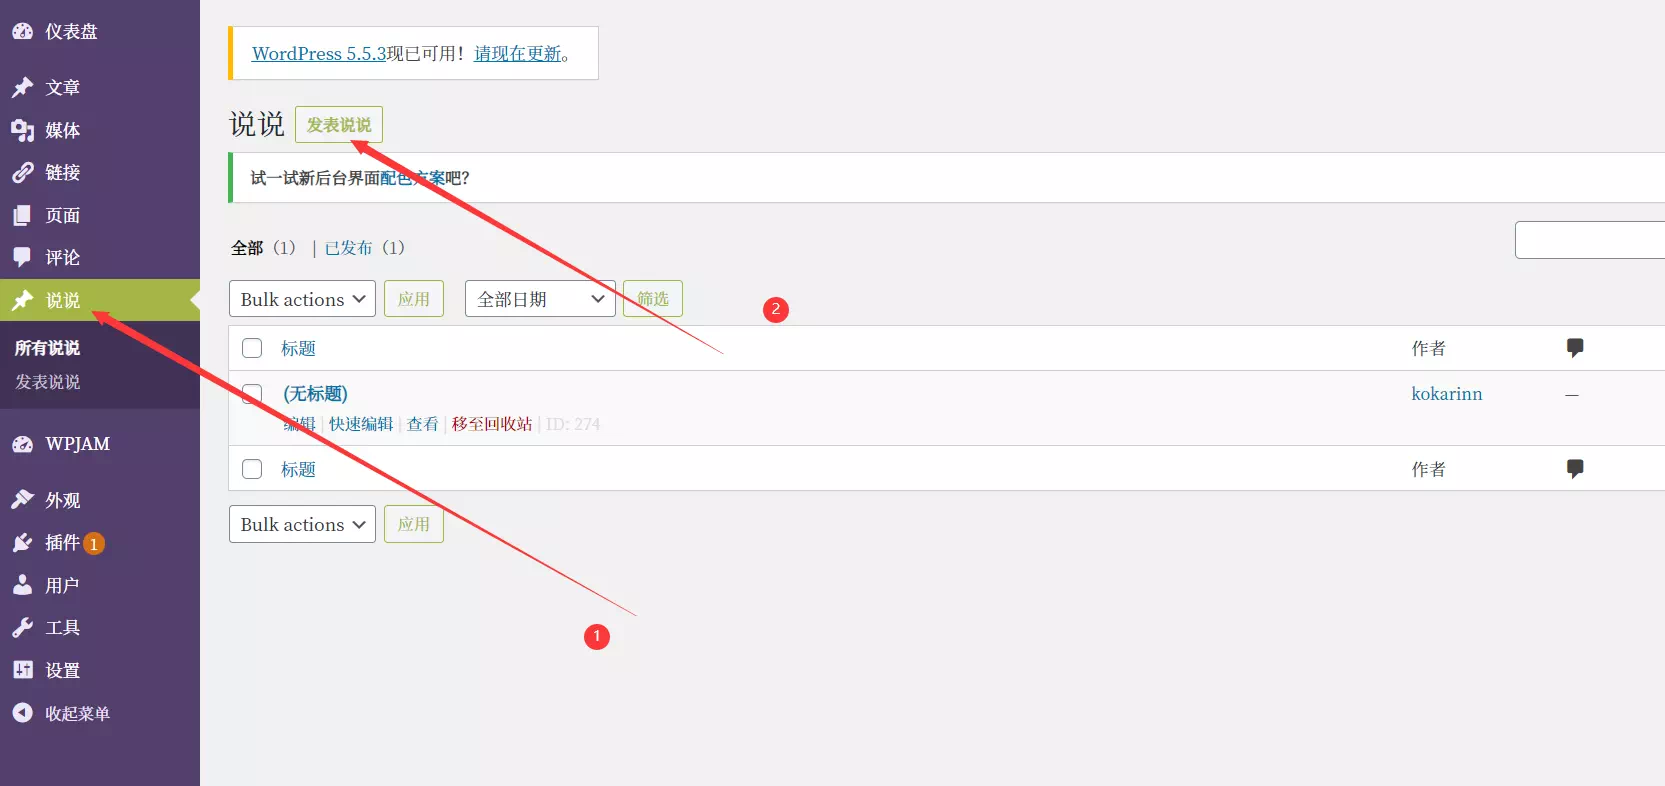 仪表盘
文章
媒体
链接
页面
评论
说说
所有说说
发表说说
WPJAM
外观
插件 1
用户
工具
设置
收起菜单
WordPress 5.5.3现已可用！请现在更新。
说说 发表说说
试一试新后台界面配色方案吧？
全部（1） | 已发布（1）
Bulk actions 应用 全部日期 筛选
2
标题 作者
(无标题) kokarinn —
编辑 | 快速编辑 | 查看 | 移至回收站 | ID: 274
标题 作者
Bulk actions 应用
1